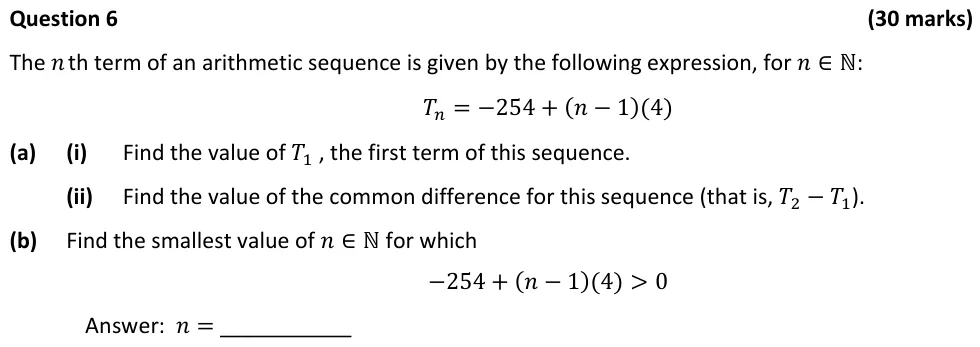 Question 6 (30 marks)
The n th term of an arithmetic sequence is given by the following expression, for n ∈ ℕ:
Tₙ = −254 + (n − 1)(4)
(a) (i) Find the value of T₁ , the first term of this sequence.
(ii) Find the value of the common difference for this sequence (that is, T₂ − T₁).
(b) Find the smallest value of n ∈ ℕ for which
−254 + (n − 1)(4) > 0
Answer: n = ____________